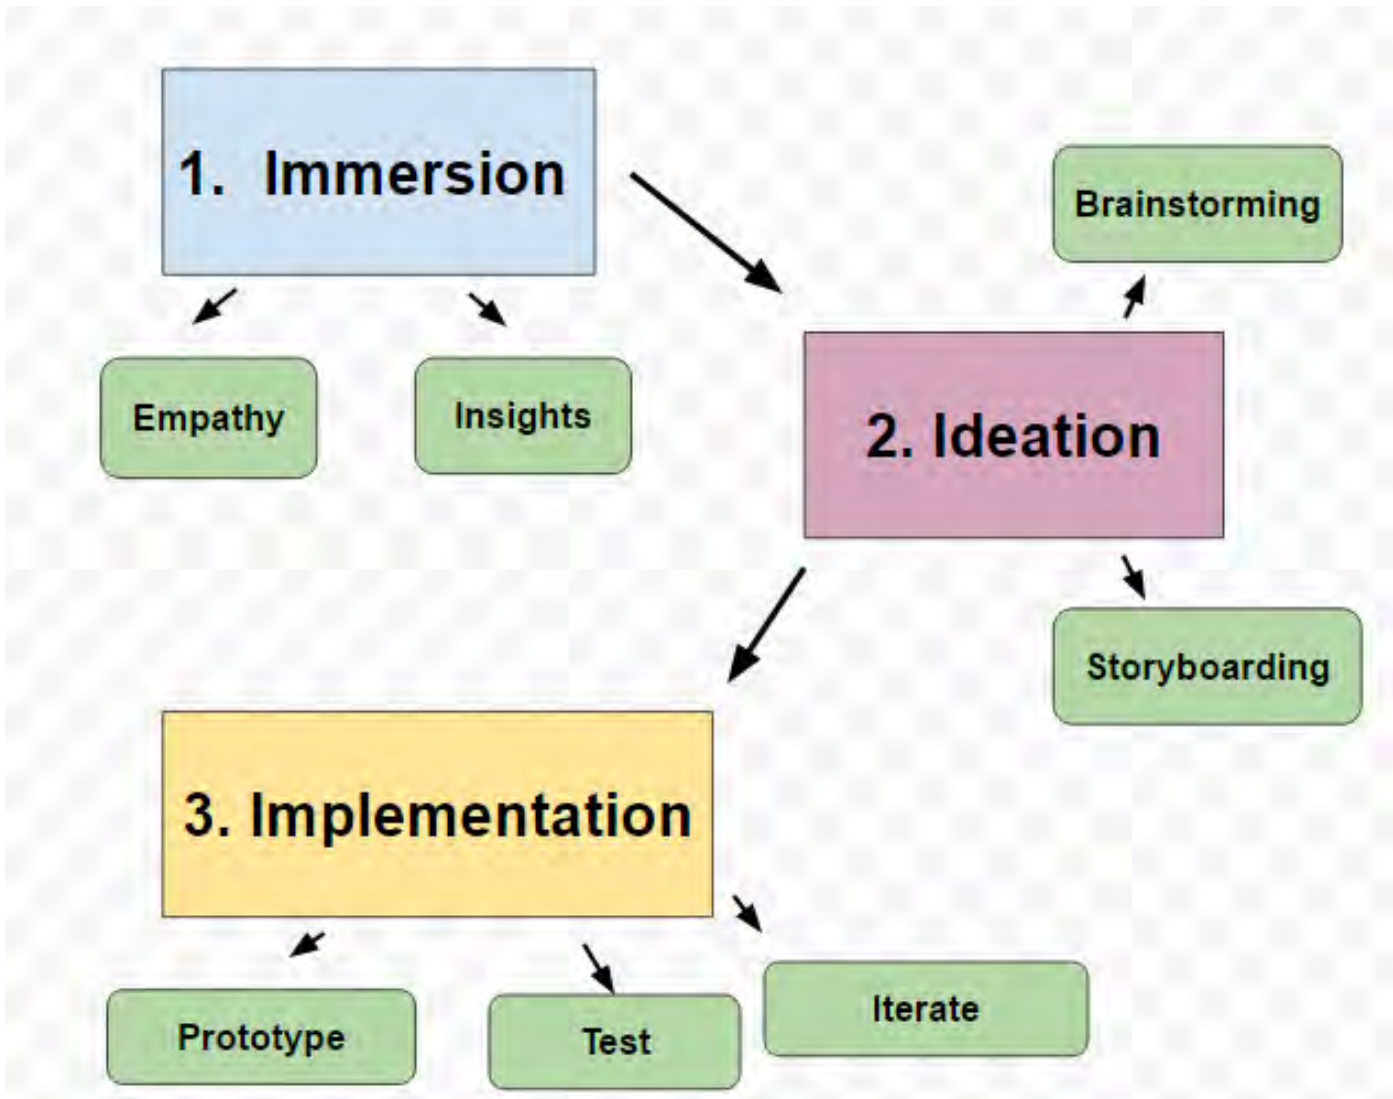 1. Immersion
Empathy
Insights
Brainstorming
2. Ideation
Storyboarding
3. Implementation
Prototype
Test
Iterate